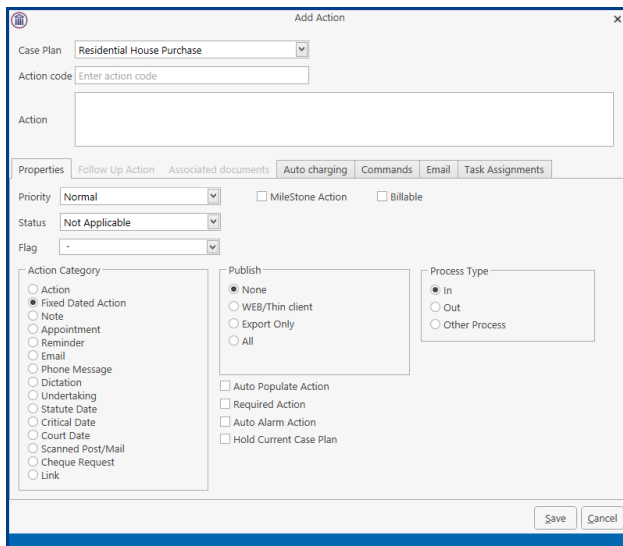 Add Action
Case Plan Residential House Purchase
Action code Enter action code
Action
Properties Follow Up Action Associated documents Auto charging Commands Email Task Assignments
Priority Normal MileStone Action Billable
Status Not Applicable
Flag -
Action Category Publish Process Type
Action None In
Fixed Dated Action WEB/Thin client Out
Note Export Only Other Process
Appointment All
Reminder
Email
Phone Message
Dictation Auto Populate Action
Undertaking Required Action
Statute Date Auto Alarm Action
Critical Date Hold Current Case Plan
Court Date
Scanned Post/Mail
Cheque Request
Link
Save Cancel